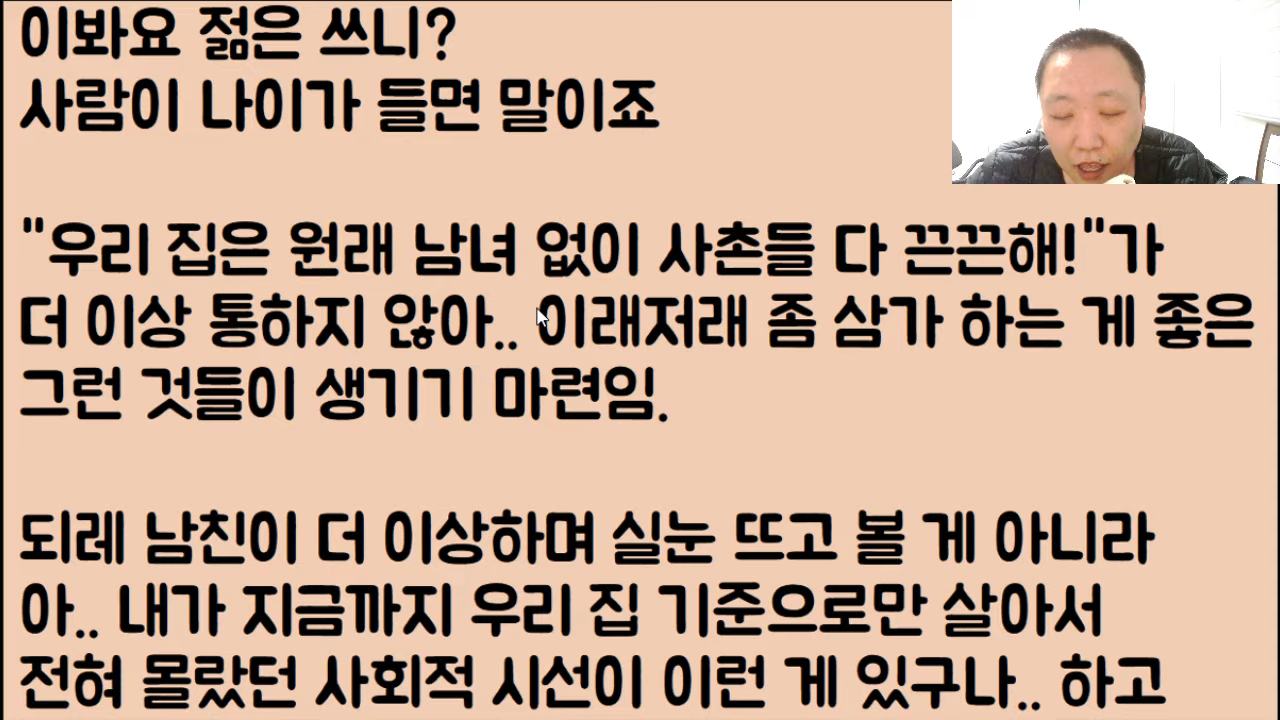 이봐요 젊은 쓰니?
사람이 나이가 들면 말이죠
"우리 집은 원래 남녀 없이 사촌들 다 끈끈해!"가
더 이상 통하지 않아.. 이래저래 좀 삼가 하는 게 좋은
그런 것들이 생기기 마련임.
되레 남친이 더 이상하며 실눈 뜨고 볼 게 아니라
아.. 내가 지금까지 우리 집 기준으로만 살아서
전혀 몰랐던 사회적 시선이 이런 게 있구나.. 하고